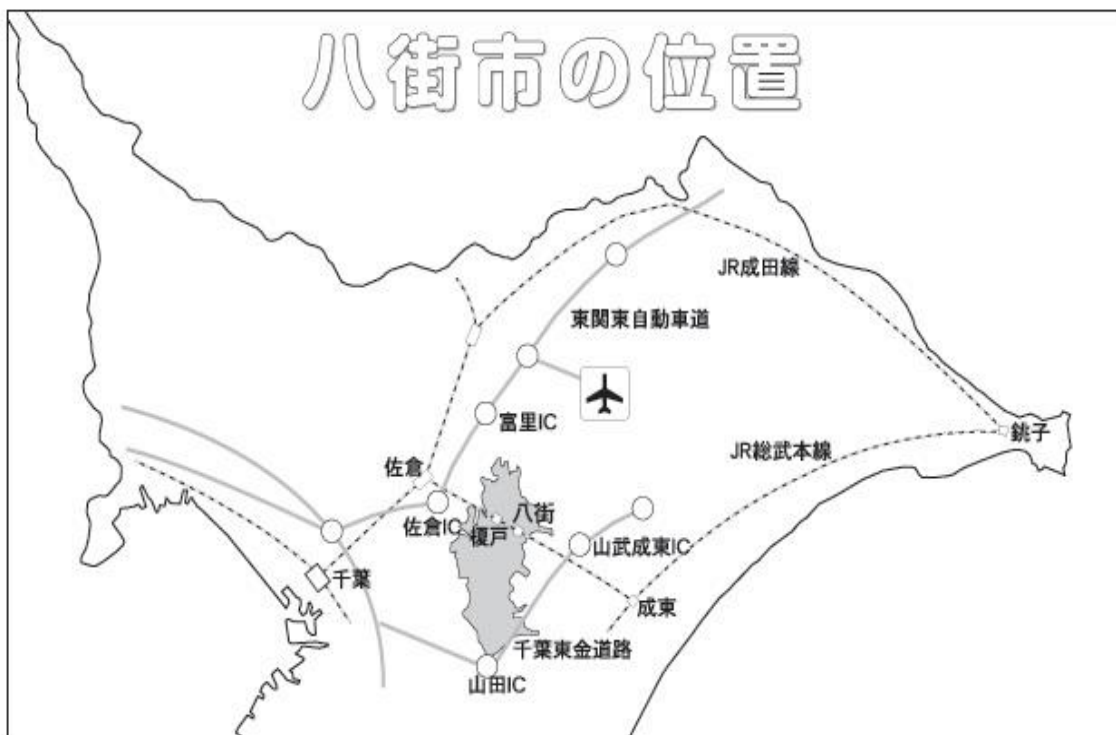 八街市の位置
JR成田線
東関東自動車道
富里IC
銚子
JR総武本線
佐倉
佐倉IC
八街
榎戸
山武成東IC
千葉
成東
千葉東金道路
山田IC